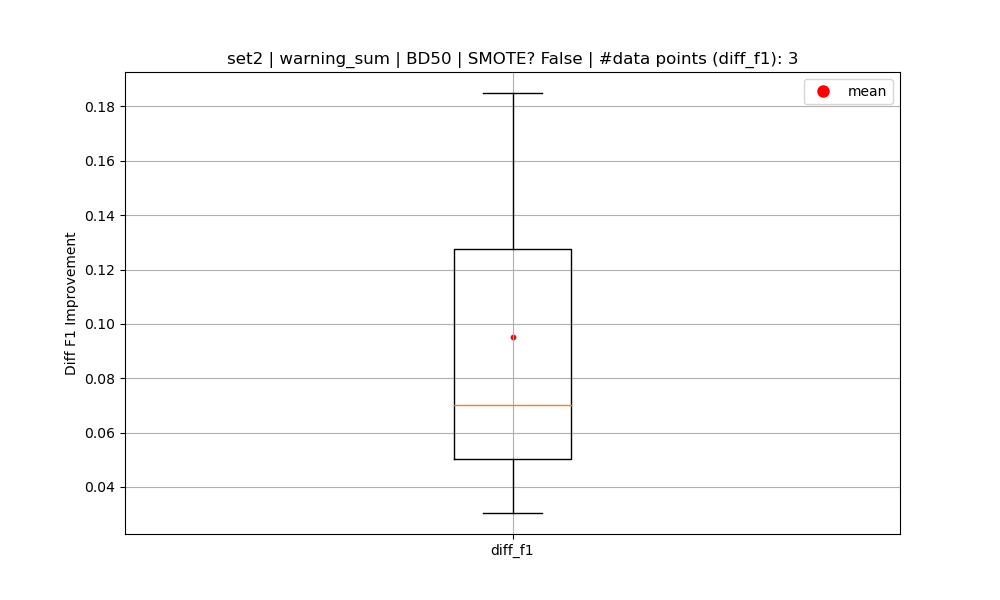 set2 | warning_sum | BD50 | SMOTE? False | #data points (diff_f1): 3
mean
0.18
0.16
0.14
0.12
0.10
0.08
0.06
0.04
Diff F1 Improvement
diff_f1